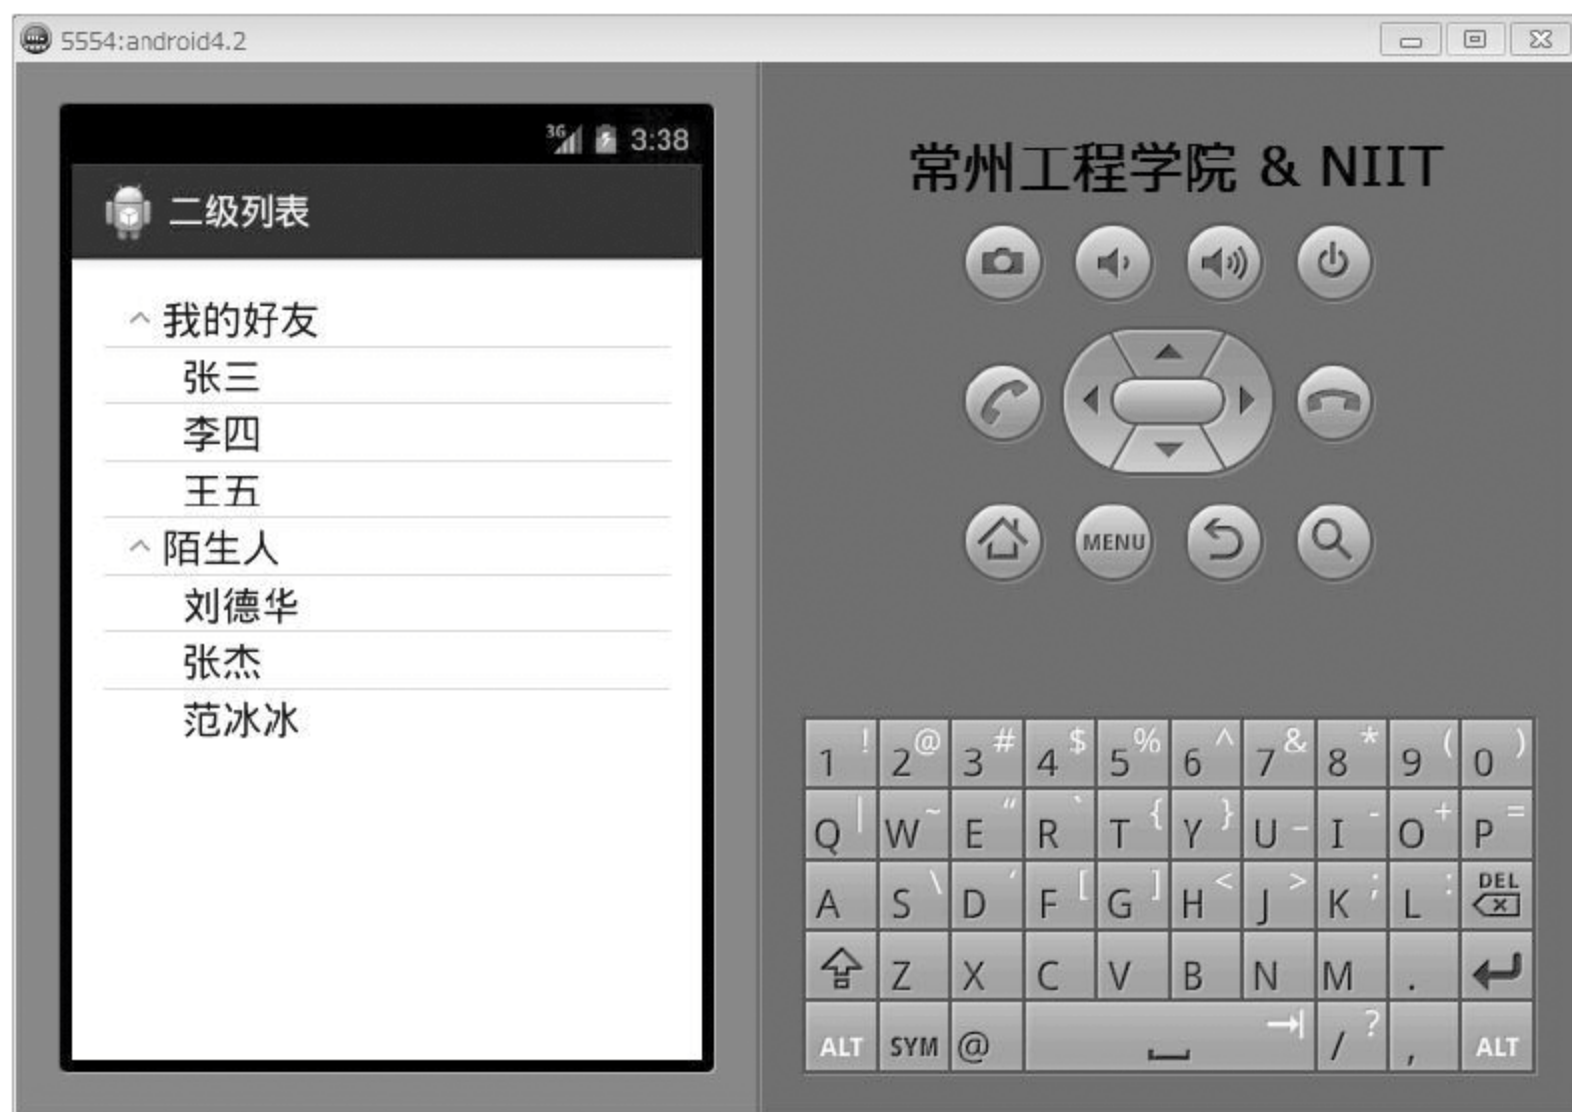 5554:android4.2
3G 3:38
二级列表
我的好友
张三
李四
王五
陌生人
刘德华
张杰
范冰冰
常州工程学院 & NIIT
MENU
1 ! 2 @ 3 # 4 $ 5 % 6 ^ 7 & 8 * 9 ( 0 )
Q | W ~ E “ R ` T { Y } U _ I - O + P =
A S \ D ‘ F [ G ] H < J > K ; L : DEL
Z X C V B N M .
ALT SYM @ / ? , ALT